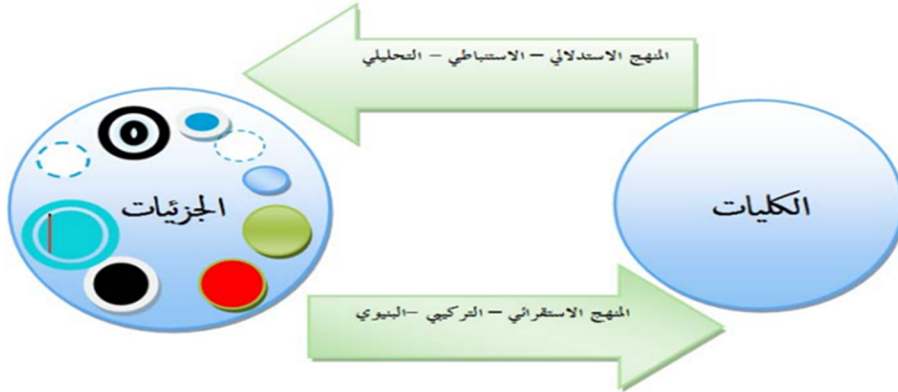 المنهج الاستدلالي – الاستنباطي – التحليلي
الكليات
الجزئيات
المنهج الاستقرائي – التركيبي –البنيوي